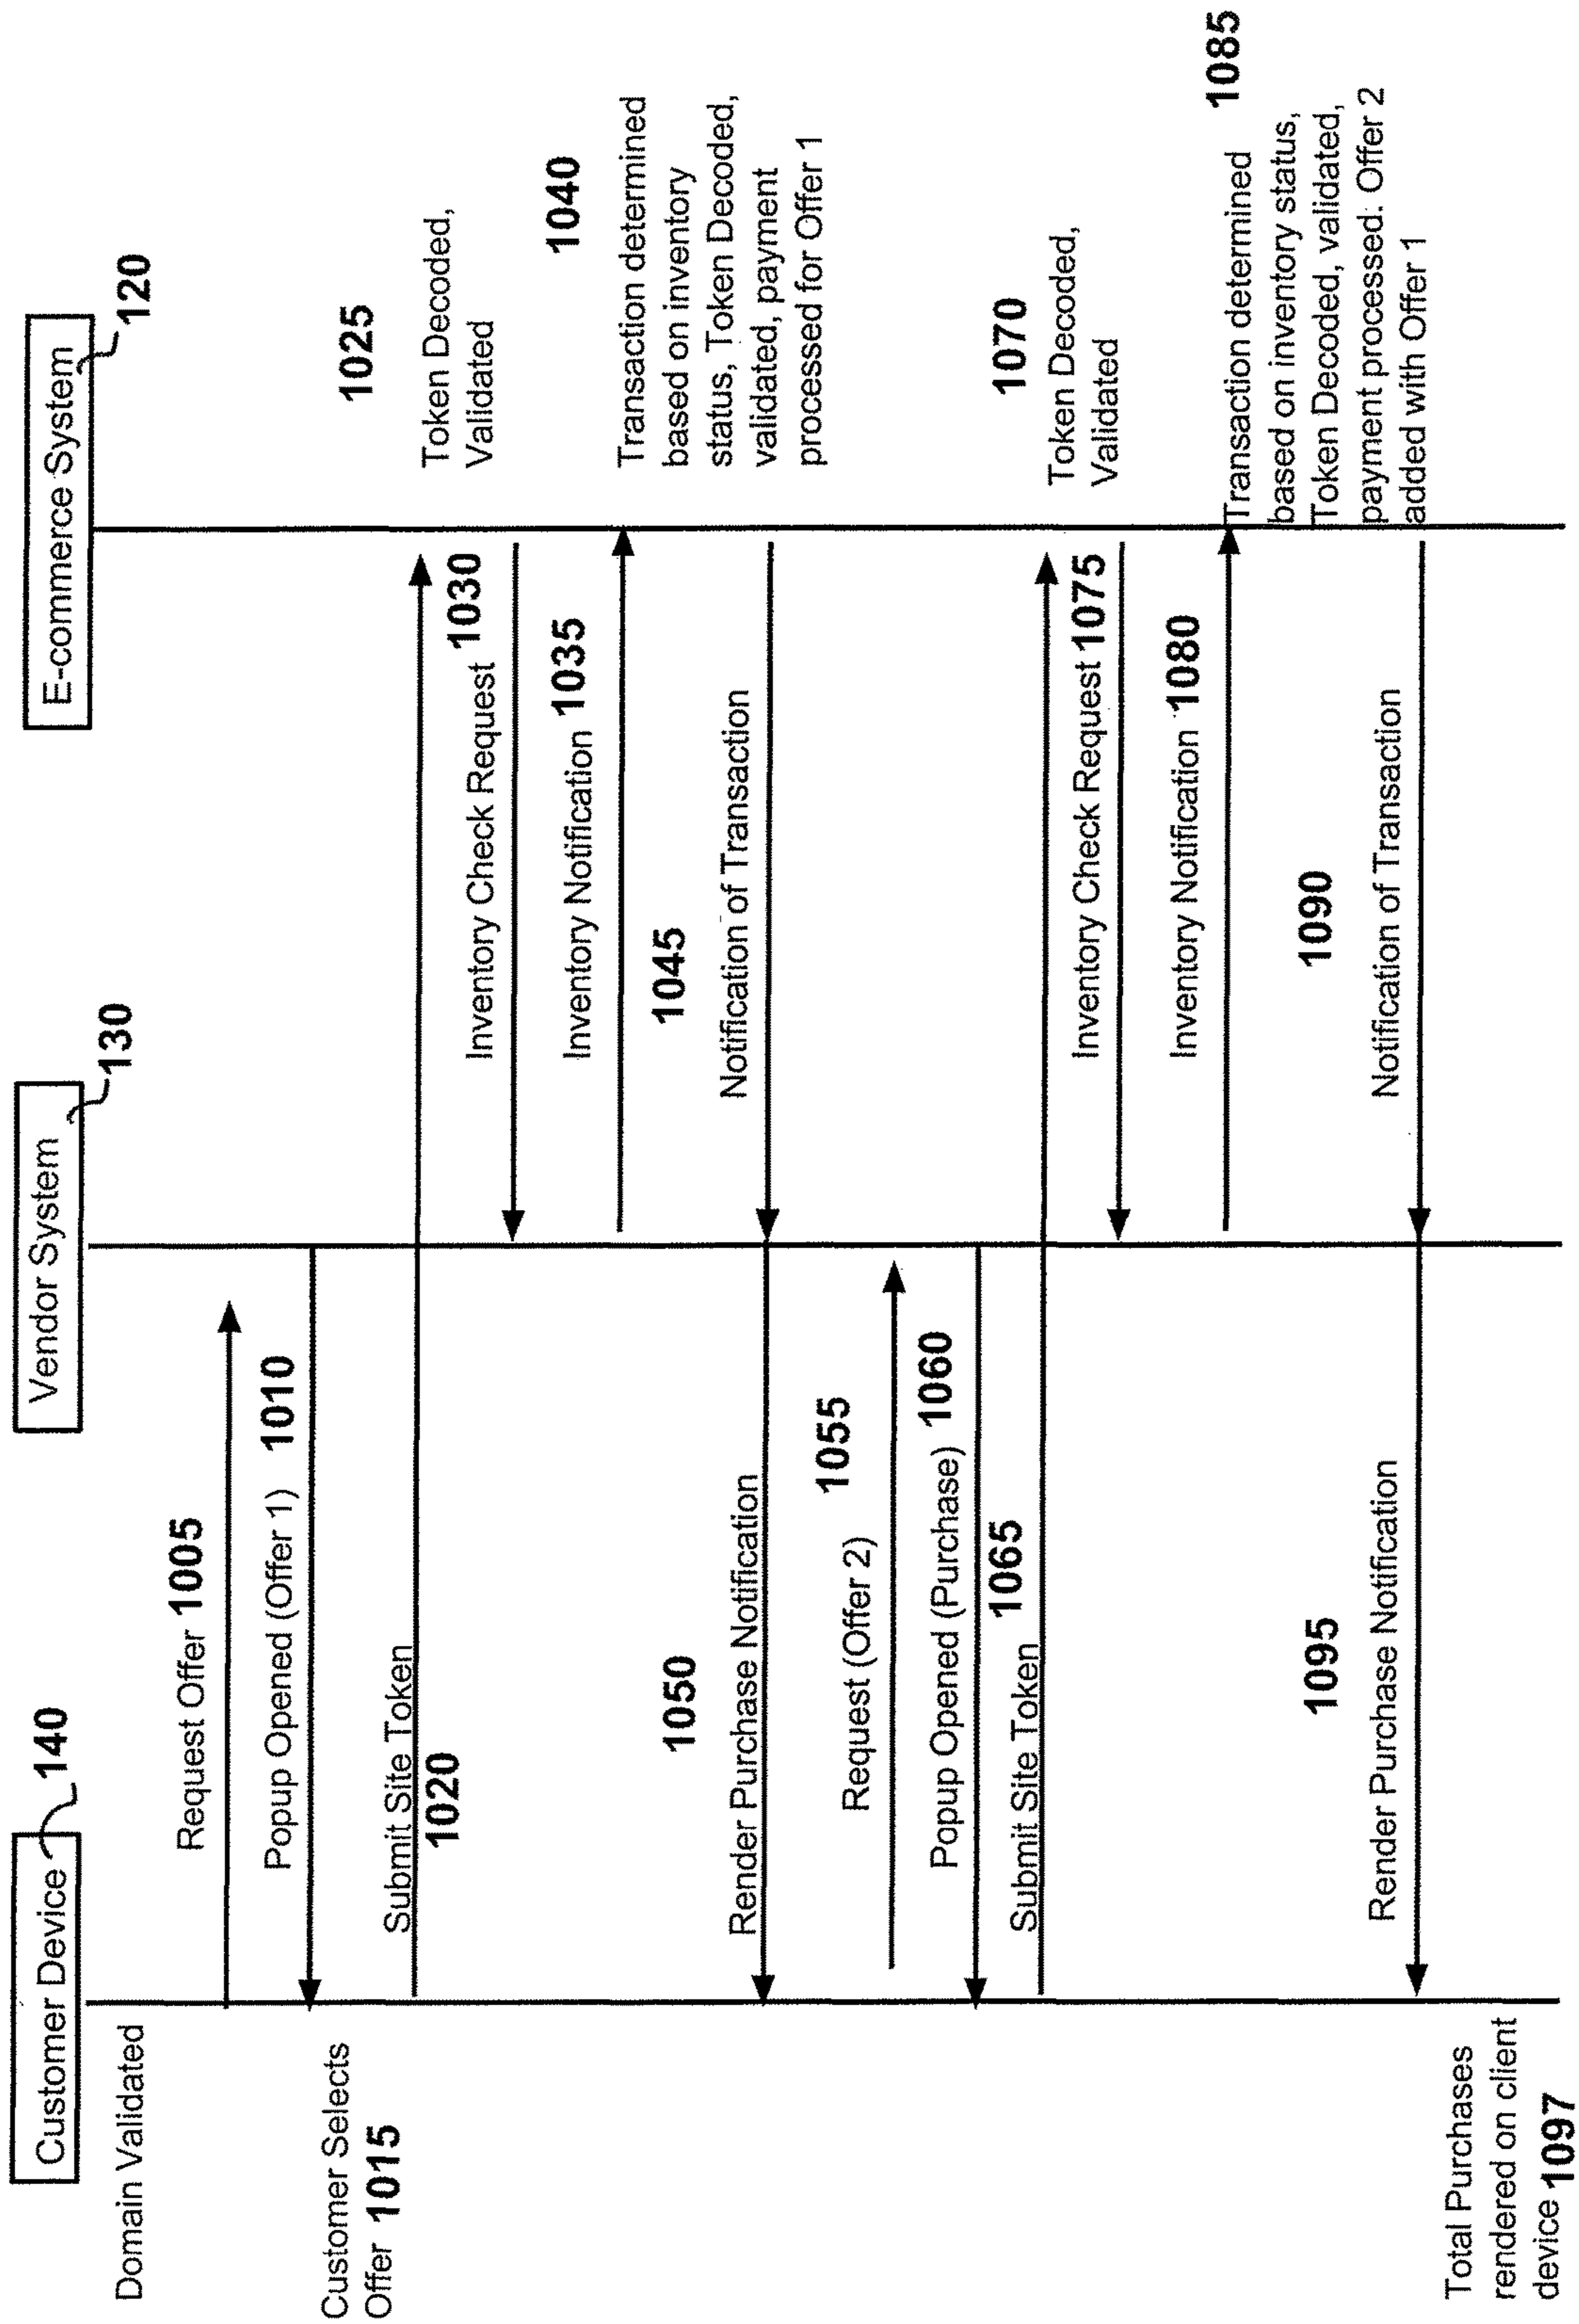 Customer Device 140
Vendor System 130
E-commerce System 120
Domain Validated
Request Offer 1005
Popup Opened (Offer 1) 1010
Customer Selects
Offer 1015
Submit Site Token
1020
1025
Token Decoded,
Validated
Inventory Check Request 1030
Inventory Notification 1035
1040
Transaction determined
based on inventory
status, Token Decoded,
validated, payment
processed for Offer 1
1045
Notification of Transaction
1050
Render Purchase Notification
1055
Request (Offer 2)
Popup Opened (Purchase) 1060
1065
Submit Site Token
1070
Token Decoded,
Validated
Inventory Check Request 1075
Inventory Notification 1080
1085
Transaction determined
based on inventory status,
Token Decoded, validated,
payment processed: Offer 2
added with Offer 1
1090
Notification of Transaction
1095
Render Purchase Notification
Total Purchases
rendered on client
device 1097